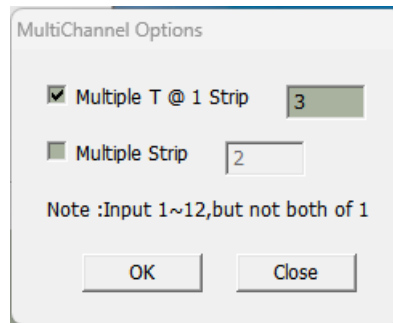 MultiChannel Options
Multiple T @ 1 Strip 3
Multiple Strip 2
Note :Input 1~12,but not both of 1
OK Close